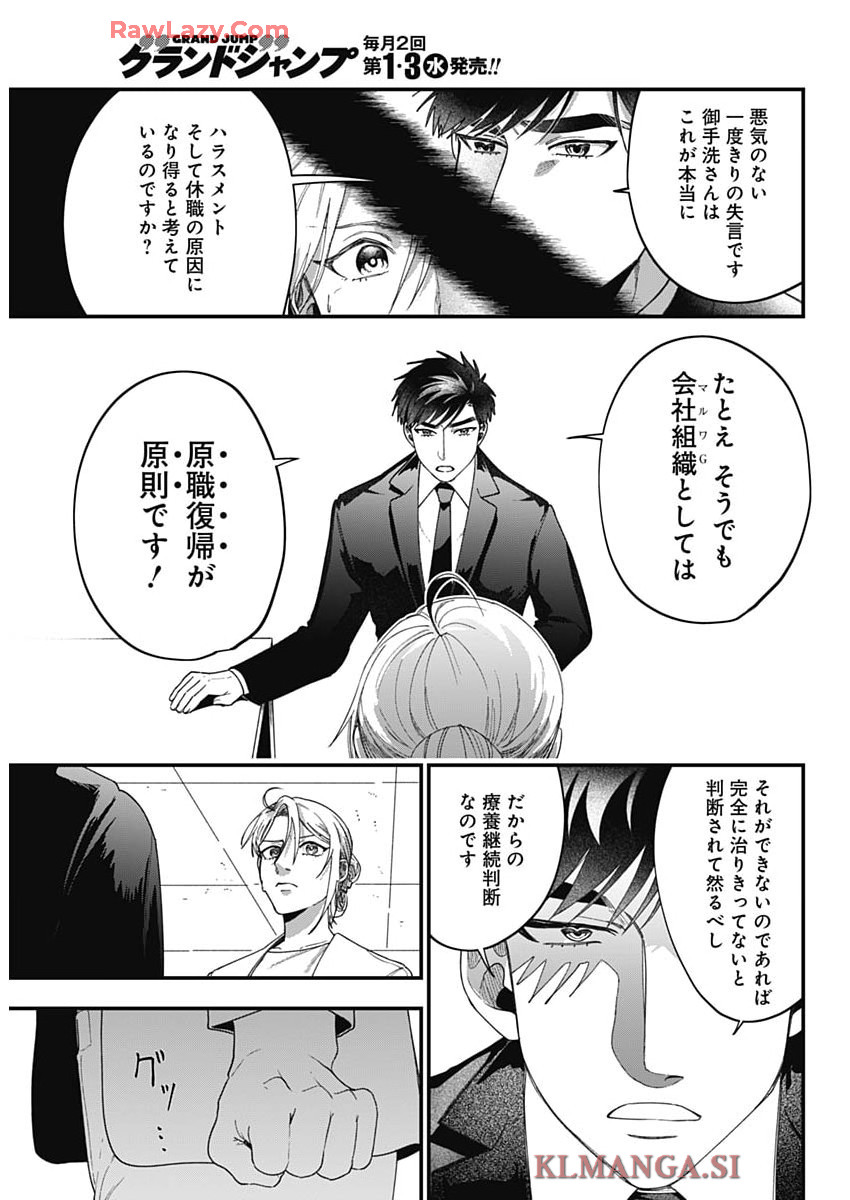 RawLazy.Com
GRAND JUMP
グランドジャンプ
毎月2回
第1・3水発売!!
悪気のない
一度きりの失言です
御手洗さんは
これが本当に
ハラスメント
そして休職の原因に
なり得ると考えて
いるのですか?
たとえ そうでも
会社組織としては
マルワG
原職復帰が
原則です!
それができないのであれば
完全に治りきってないと
判断されて然るべし
だからの
療養継続判断
なのです
グッ…
KLMANGA.SI